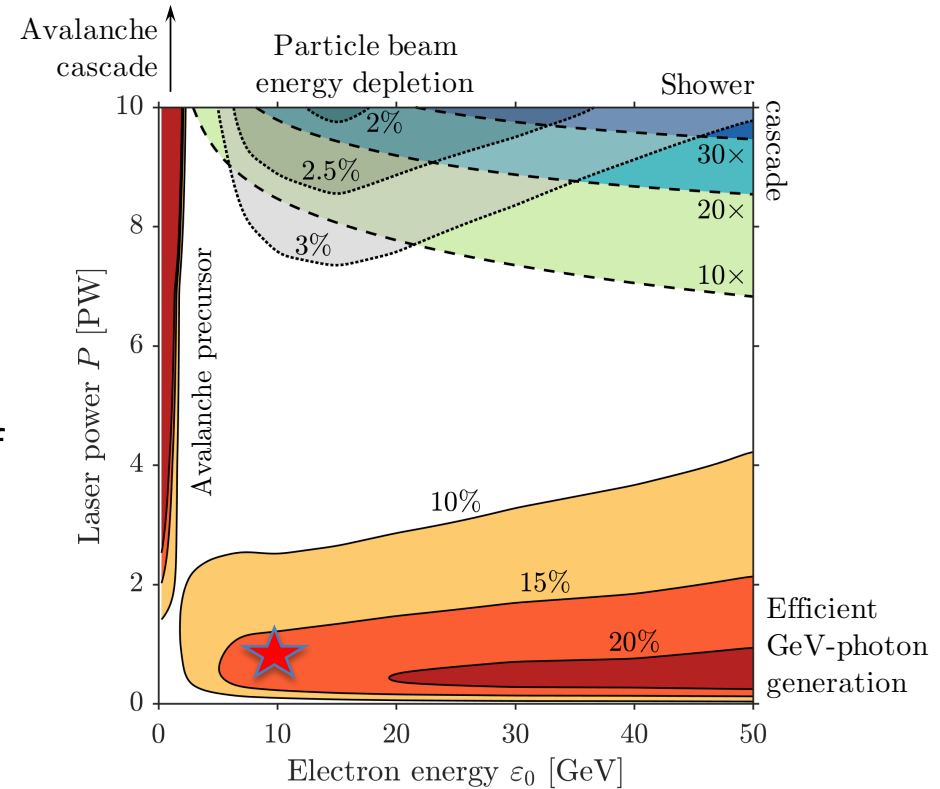 Avalanche
cascade
Particle beam
energy depletion
Shower
cascade
10
8
6
4
2
0
Laser power P [PW]
Avalanche precursor
2%
2.5%
3%
30×
20×
10×
10%
15%
20%
Efficient
GeV-photon
generation
0 10 20 30 40 50
Electron energy ε₀ [GeV]